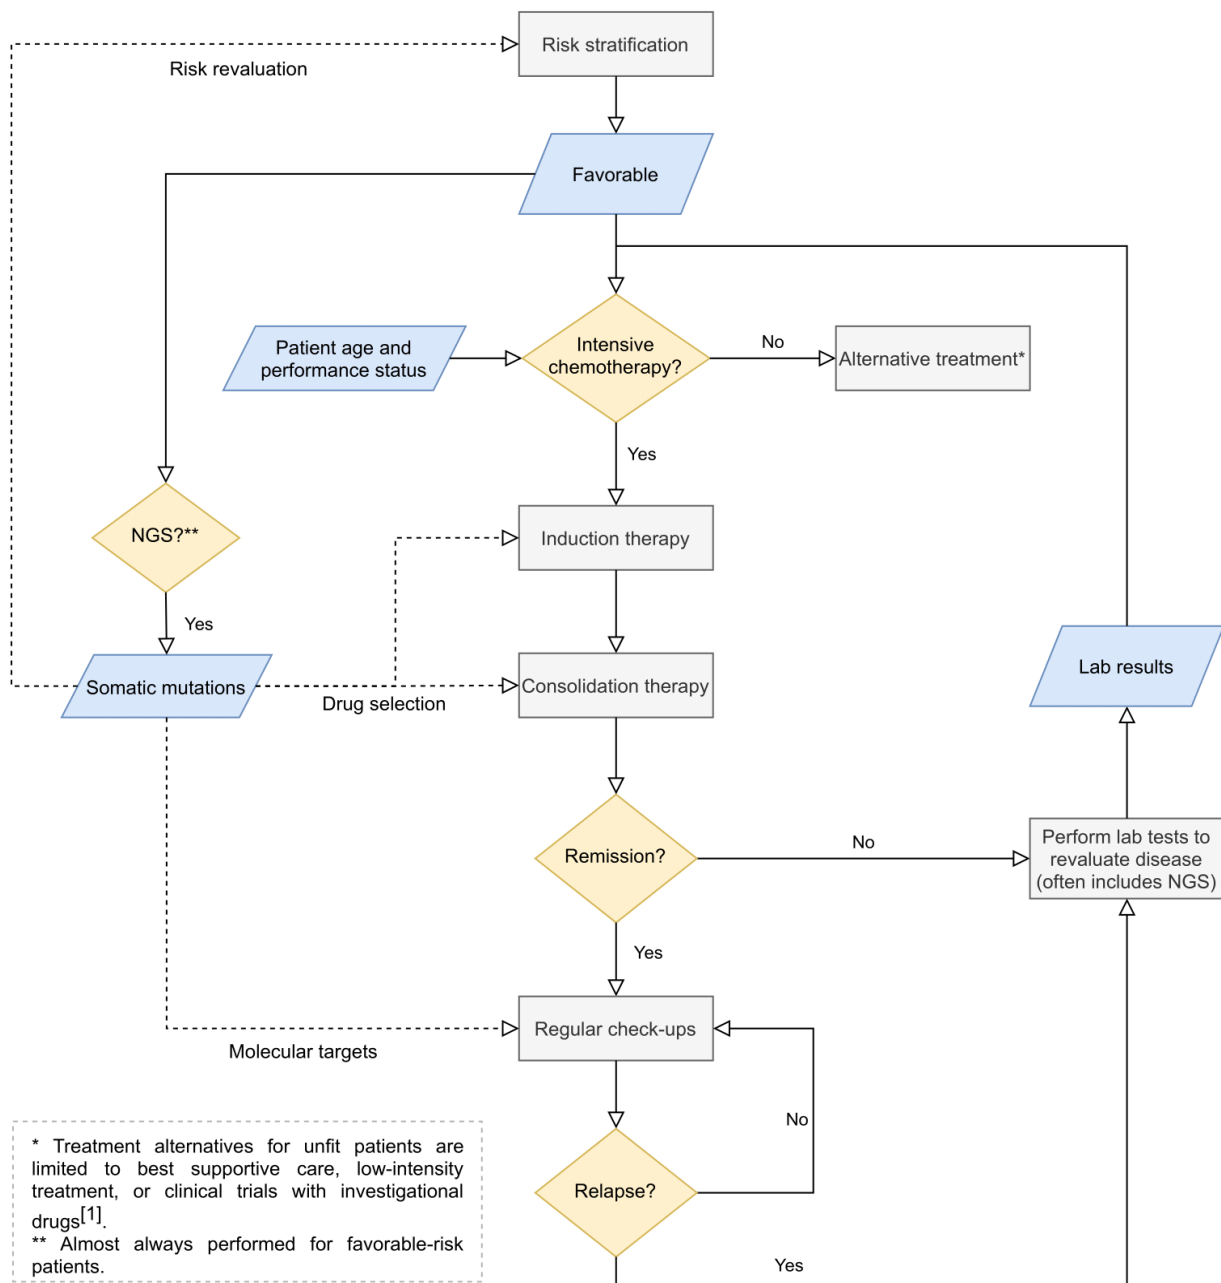 Risk stratification
Risk revaluation
Favorable
Patient age and
performance status
Intensive
chemotherapy?
No
Alternative treatment*
Yes
NGS?**
Induction therapy
Yes
Somatic mutations
Drug selection
Consolidation therapy
Lab results
Remission?
No
Perform lab tests to
revaluate disease
(often includes NGS)
Yes
Regular check-ups
Molecular targets
No
Relapse?
Yes
* Treatment alternatives for unfit patients are
limited to best supportive care, low-intensity
treatment, or clinical trials with investigational
drugs[1].
** Almost always performed for favorable-risk
patients.